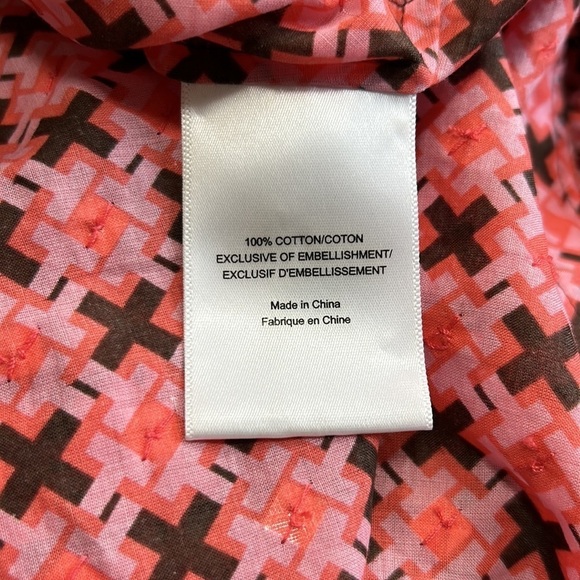 100% COTTON/COTON
EXCLUSIVE OF EMBELLISHMENT/
EXCLUSIF D'EMBELLISSEMENT
Made in China
Fabrique en Chine